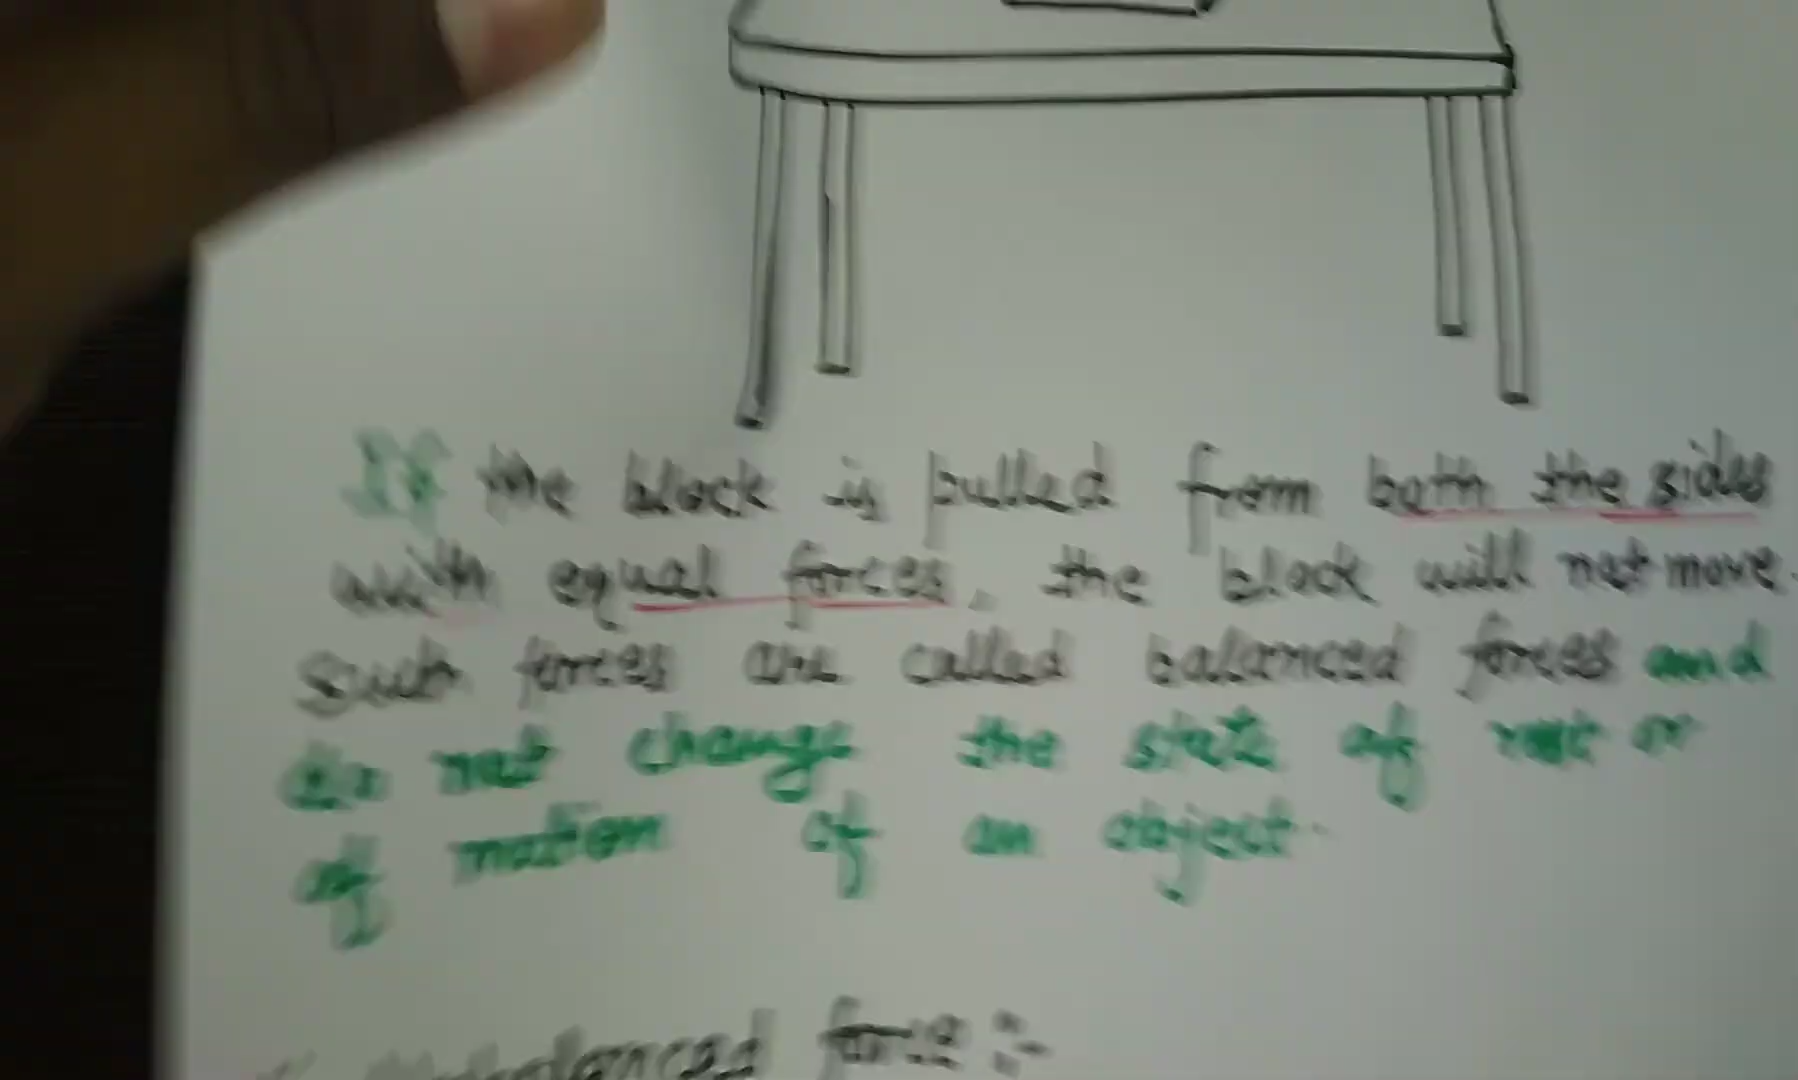 If the block is pulled from both the sides
with equal forces, the block will not move.
Such forces are called balanced forces and
do not change the state of rest or
of motion of an object.
force :-